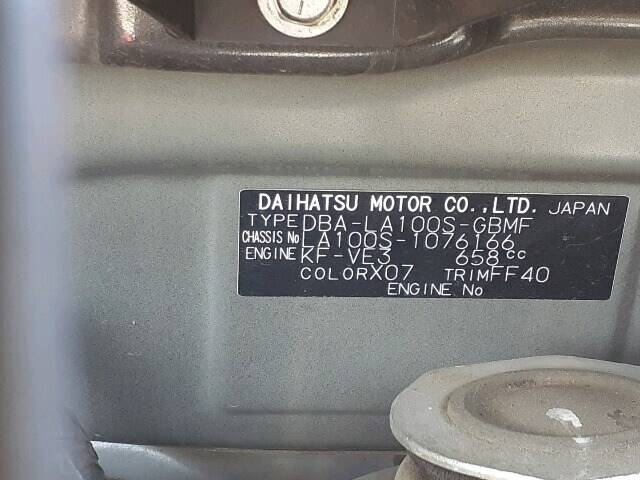 DAIHATSU MOTOR CO.,LTD. JAPAN
TYPE DBA-LA100S-GBMF
CHASSIS No LA100S-1076166
ENGINE KF-VE3 658cc
COLOR X07 TRIM FF40
ENGINE No